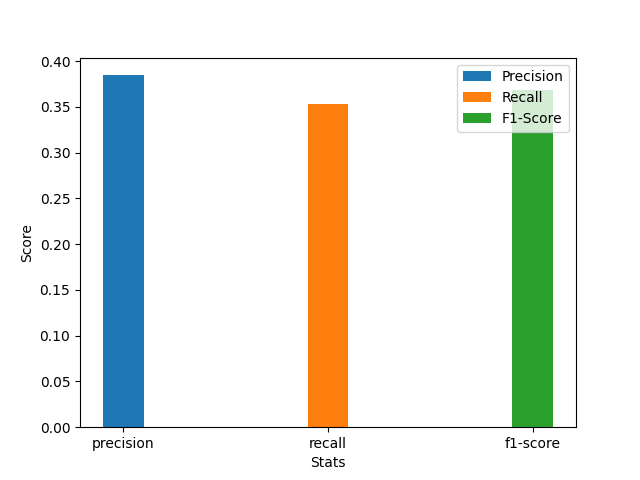 0.40
0.35
0.30
0.25
0.20
0.15
0.10
0.05
0.00
Score
Precision
Recall
F1-Score
precision recall f1-score
Stats